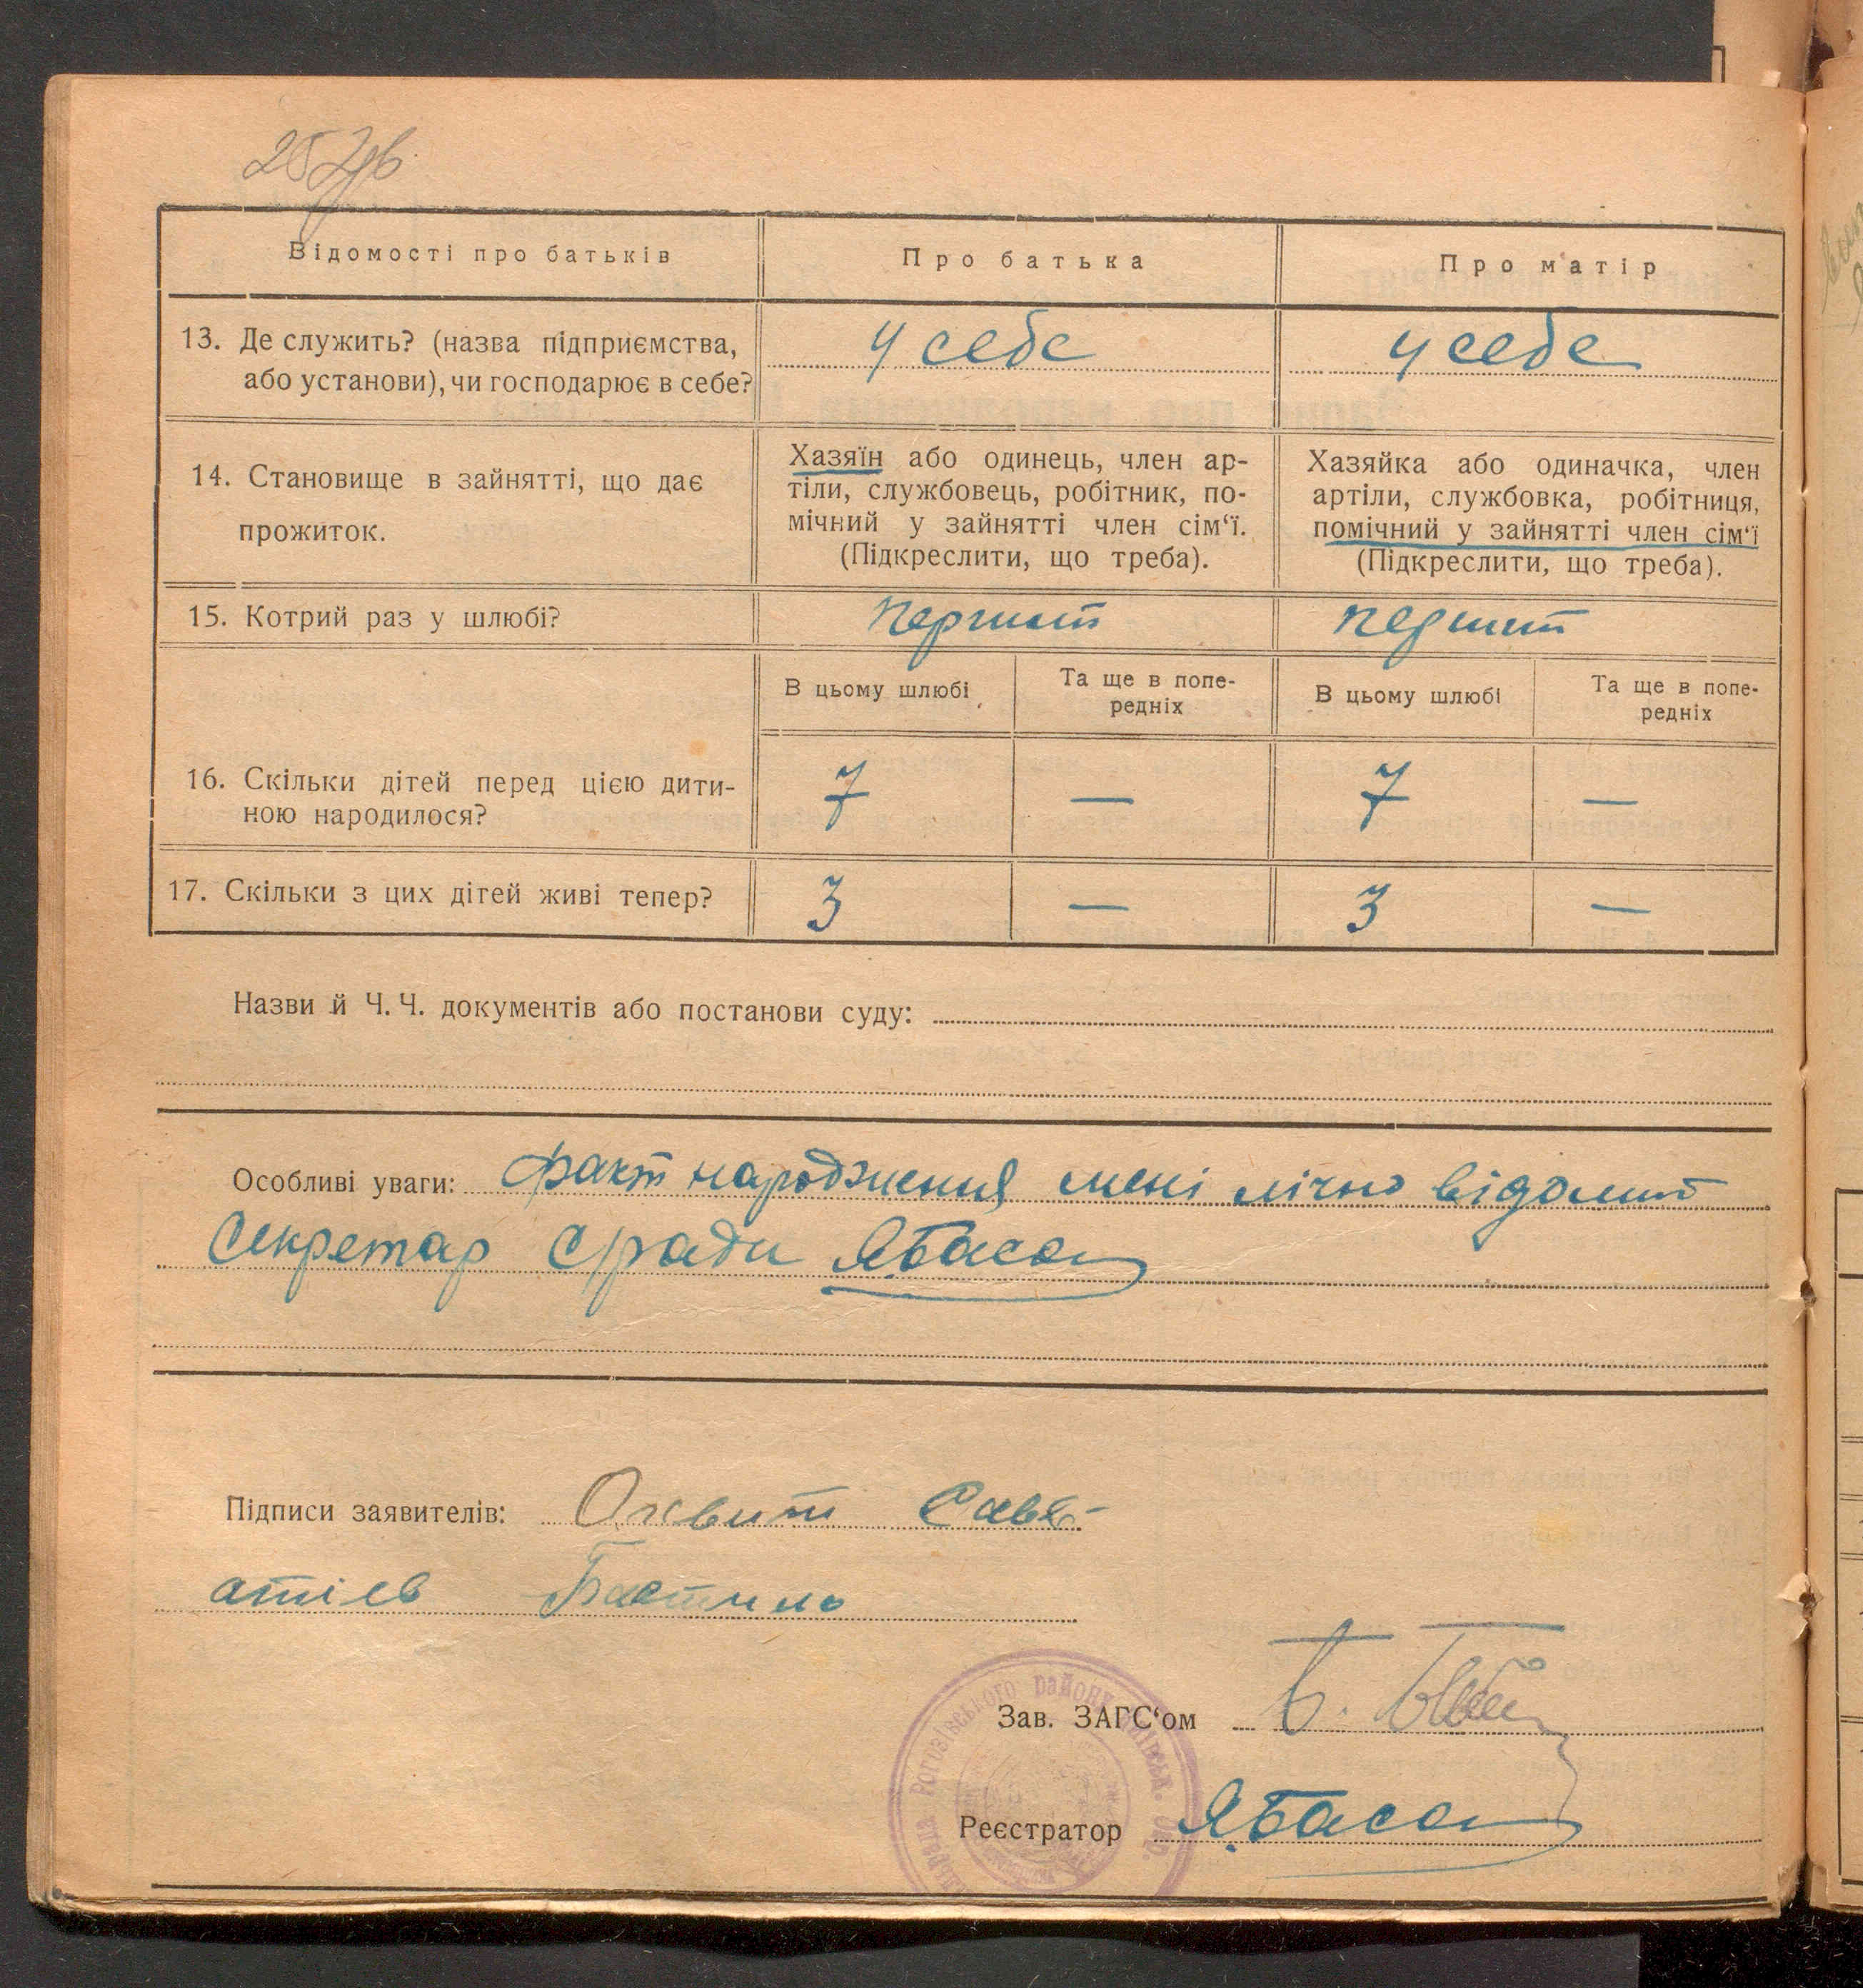 Відомості про батьків
Про батька
Про матір
13. Де служить? (назва підприємства,
або установи), чи господарює в себе?
у себе
у себе
14. Становище в зайнятті, що дає
прожиток.
Хазяїн або одинець, член ар-
тіли, службовець, робітник, по-
мічний у зайнятті член сім‘ї.
(Підкреслити, що треба).
Хазяйка або одиначка, член
артіли, службовка, робітниця,
помічний у зайнятті член сім‘ї
(Підкреслити, що треба).
15. Котрий раз у шлюбі?
перший
перший
В цьому шлюбі
Та ще в попе-
редніх
В цьому шлюбі
Та ще в попе-
редніх
16. Скільки дітей перед цією дити-
ною народилося?
7
—
7
—
17. Скільки з цих дітей живі тепер?
3
—
3
—
Назви й Ч. Ч. документів або постанови суду:
Особливі уваги: факт народження мені лічно відомий
Секретар с/ради Я.Басан
Підписи заявителів:
Рогозівського району
Зав. ЗАГС‘ом
Реєстратор Я.Басан